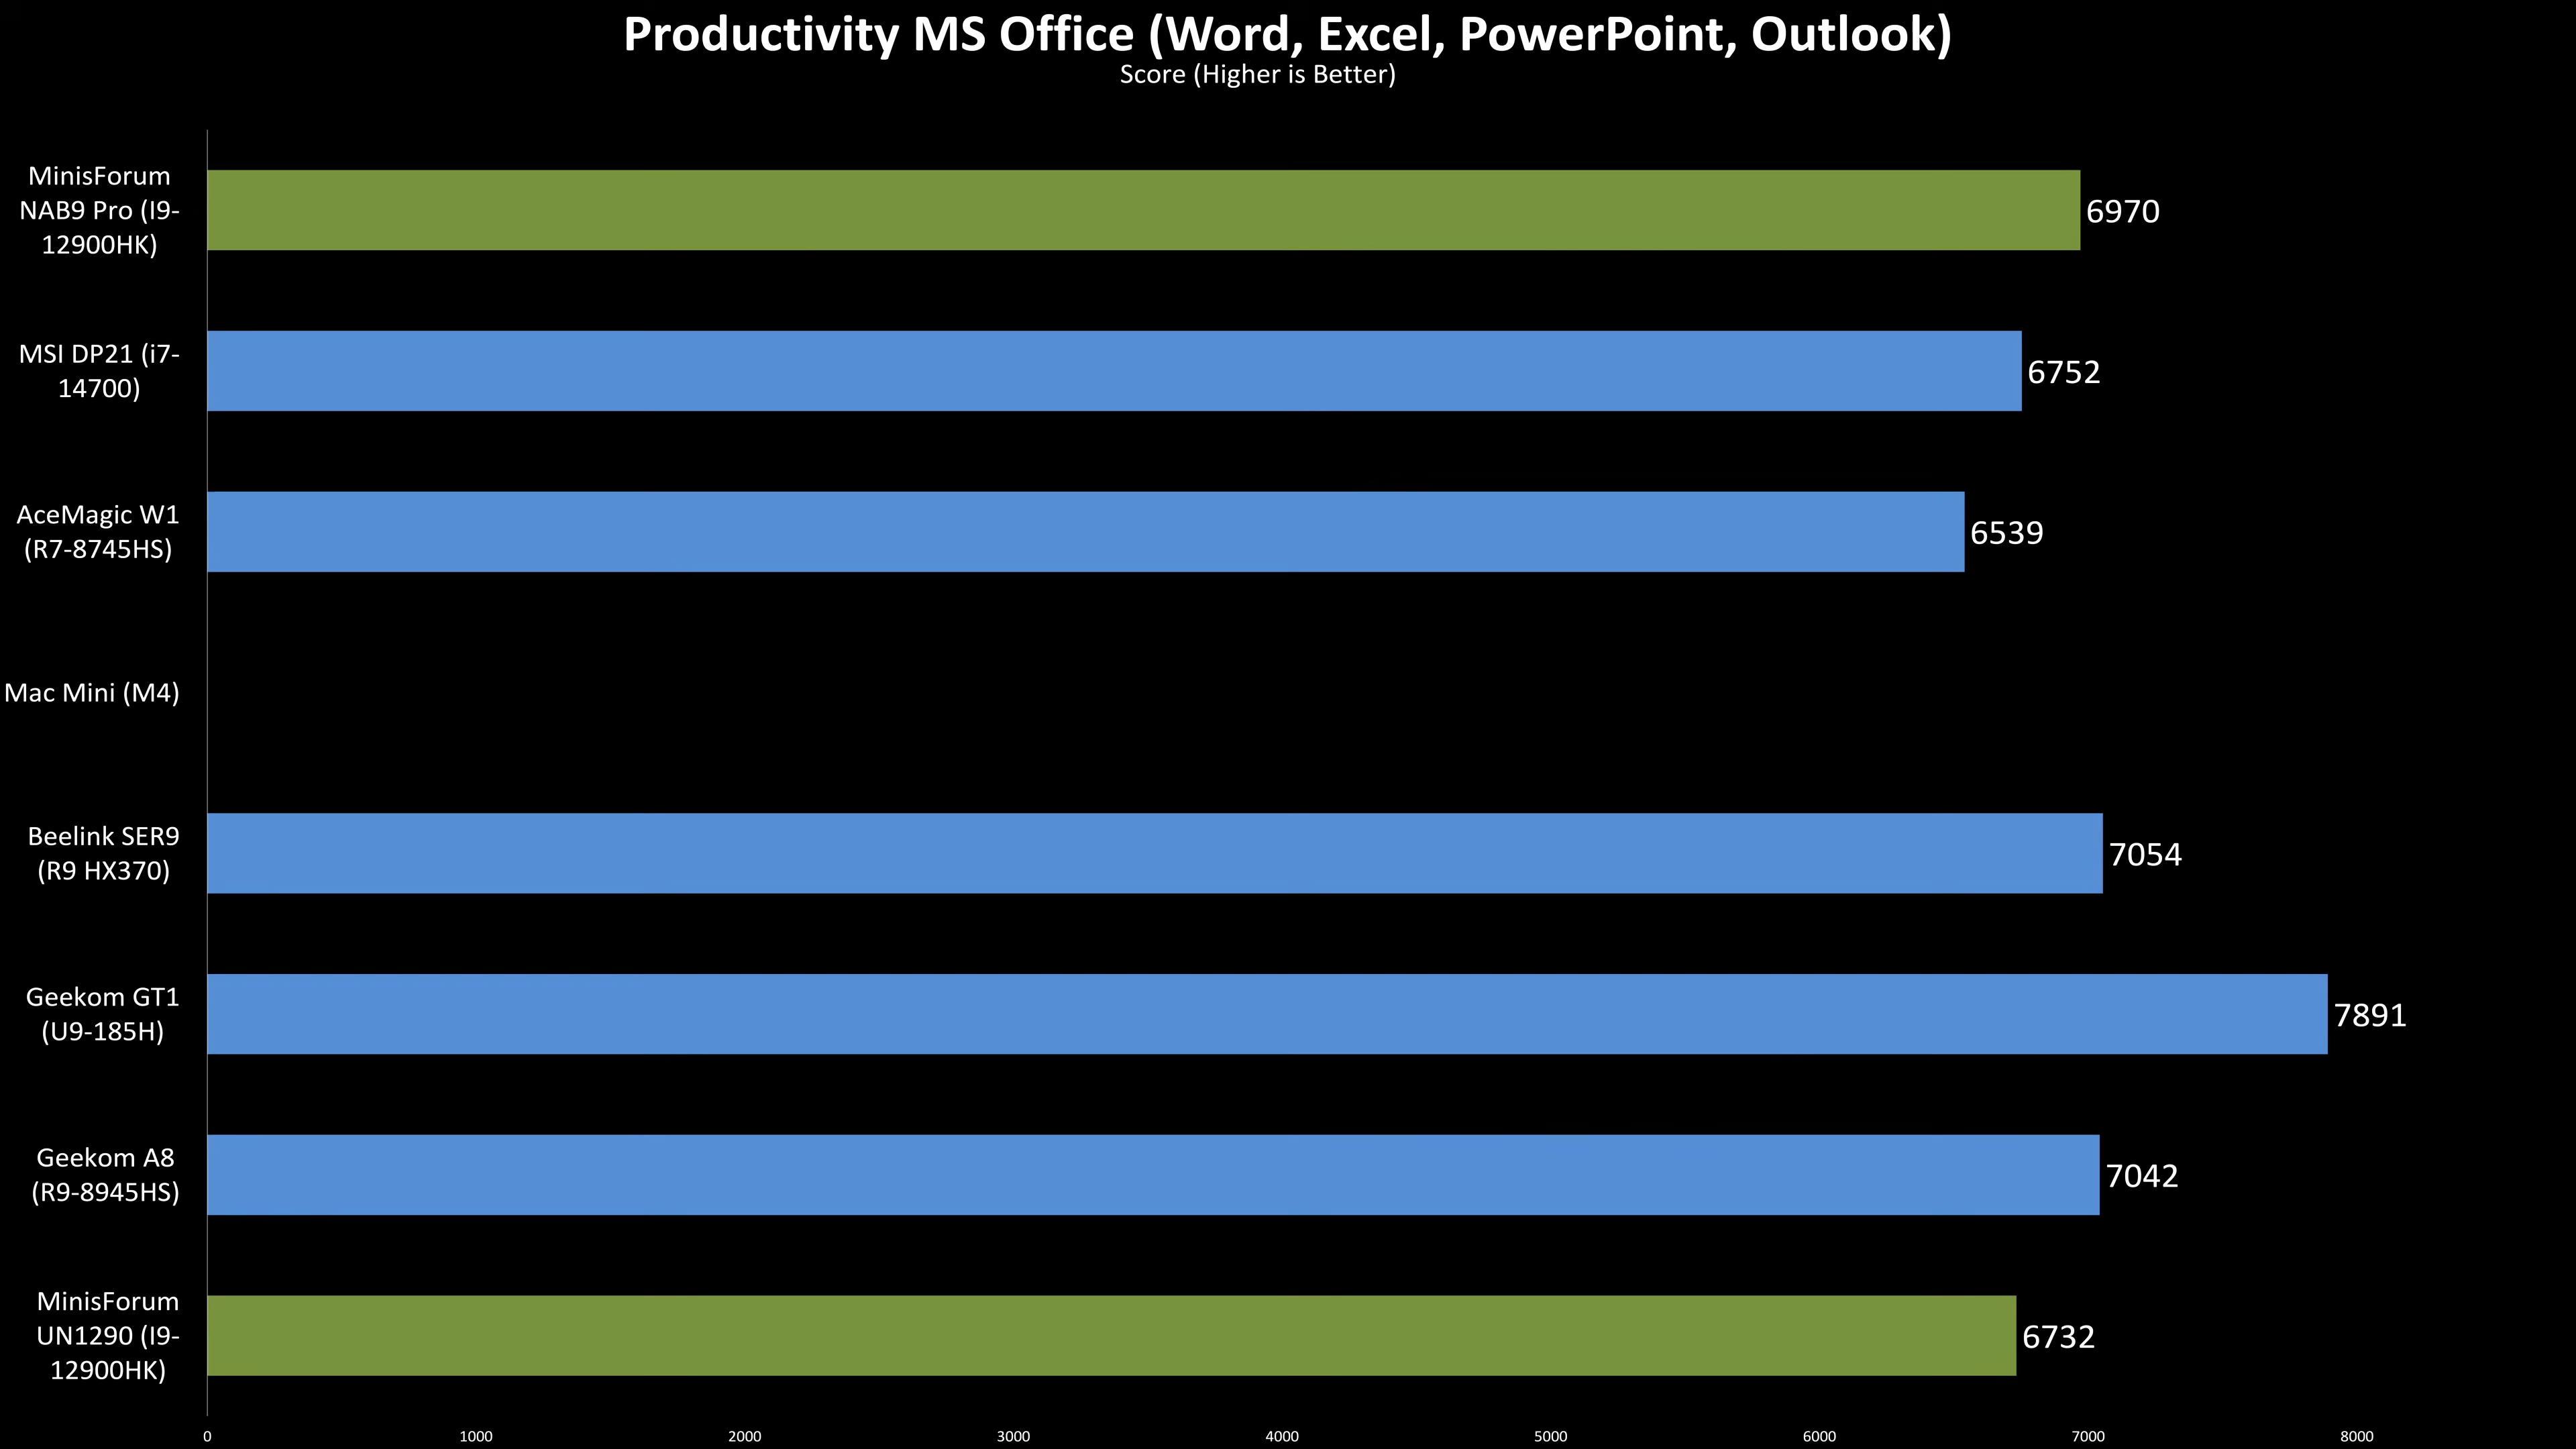 Productivity MS Office (Word, Excel, PowerPoint, Outlook)
Score (Higher is Better)
MinisForum
NAB9 Pro (I9-
12900HK)
6970
MSI DP21 (i7-
14700)
6752
AceMagic W1
(R7-8745HS)
6539
Mac Mini (M4)
Beelink SER9
(R9 HX370)
7054
Geekom GT1
(U9-185H)
7891
Geekom A8
(R9-8945HS)
7042
MinisForum
UN1290 (I9-
12900HK)
6732
0 1000 2000 3000 4000 5000 6000 7000 8000